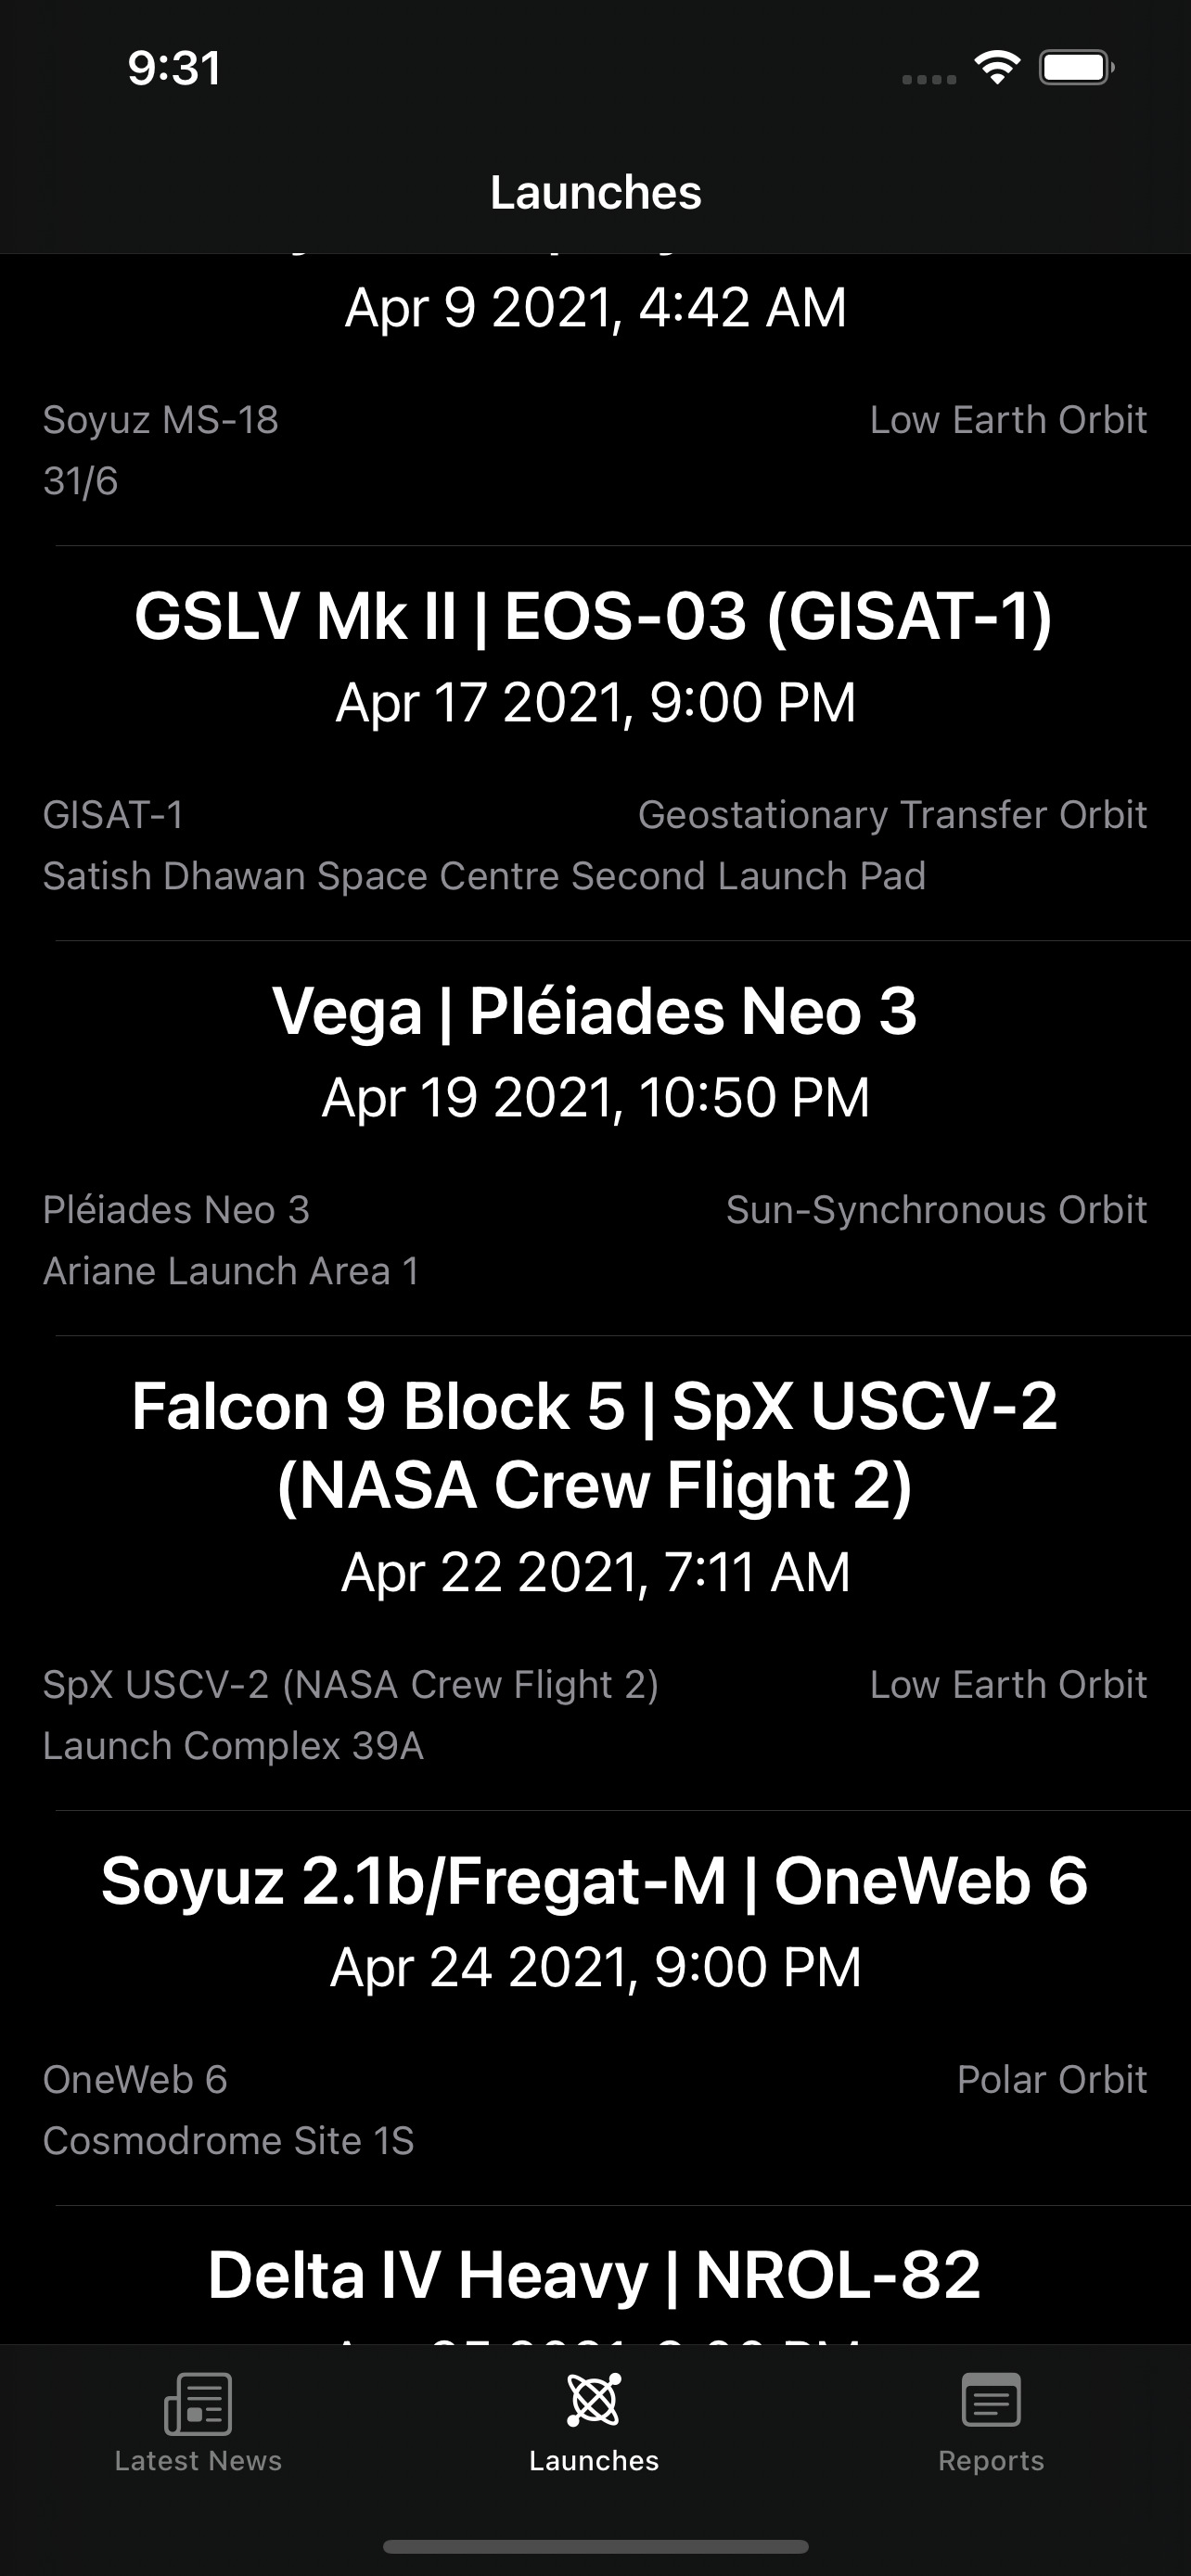 9:31
Launches
Apr 9 2021, 4:42 AM
Soyuz MS-18
Low Earth Orbit
31/6
GSLV Mk II | EOS-03 (GISAT-1)
Apr 17 2021, 9:00 PM
GISAT-1
Geostationary Transfer Orbit
Satish Dhawan Space Centre Second Launch Pad
Vega | Pléiades Neo 3
Apr 19 2021, 10:50 PM
Pléiades Neo 3
Sun-Synchronous Orbit
Ariane Launch Area 1
Falcon 9 Block 5 | SpX USCV-2
(NASA Crew Flight 2)
Apr 22 2021, 7:11 AM
SpX USCV-2 (NASA Crew Flight 2)
Low Earth Orbit
Launch Complex 39A
Soyuz 2.1b/Fregat-M | OneWeb 6
Apr 24 2021, 9:00 PM
OneWeb 6
Polar Orbit
Cosmodrome Site 1S
Delta IV Heavy | NROL-82
Latest News
Launches
Reports